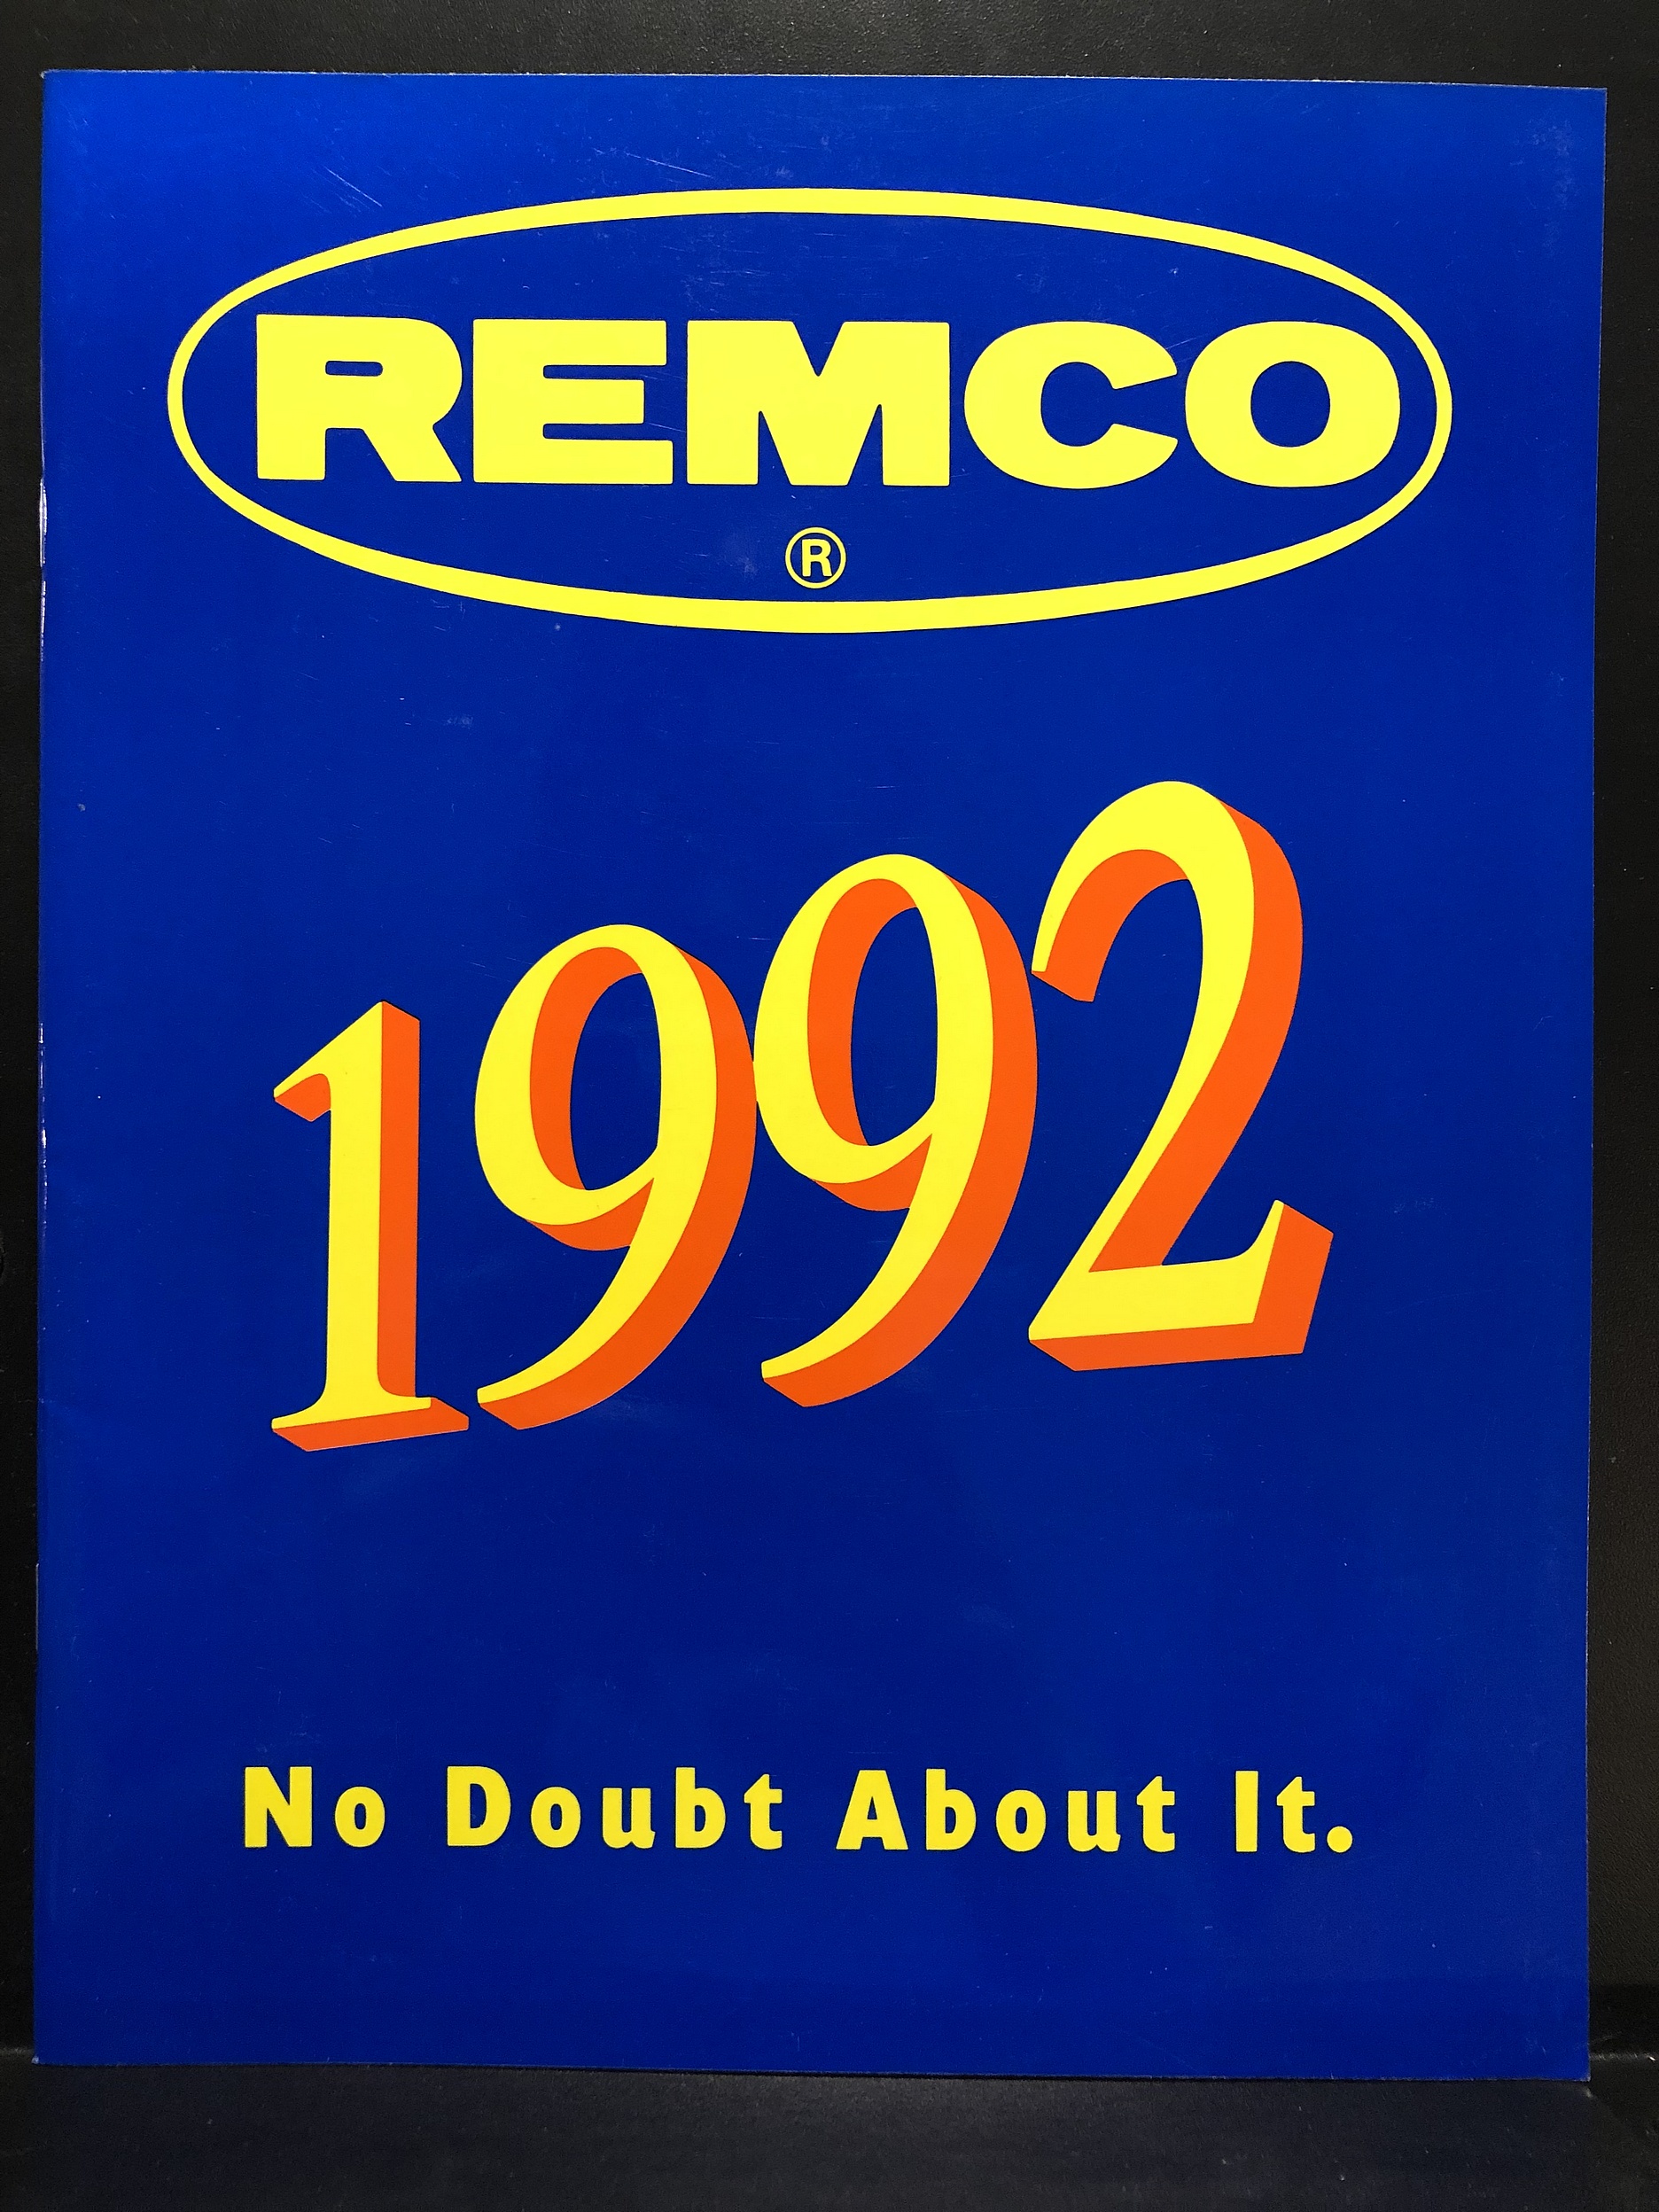 REMCO
®
1992
No Doubt About It.